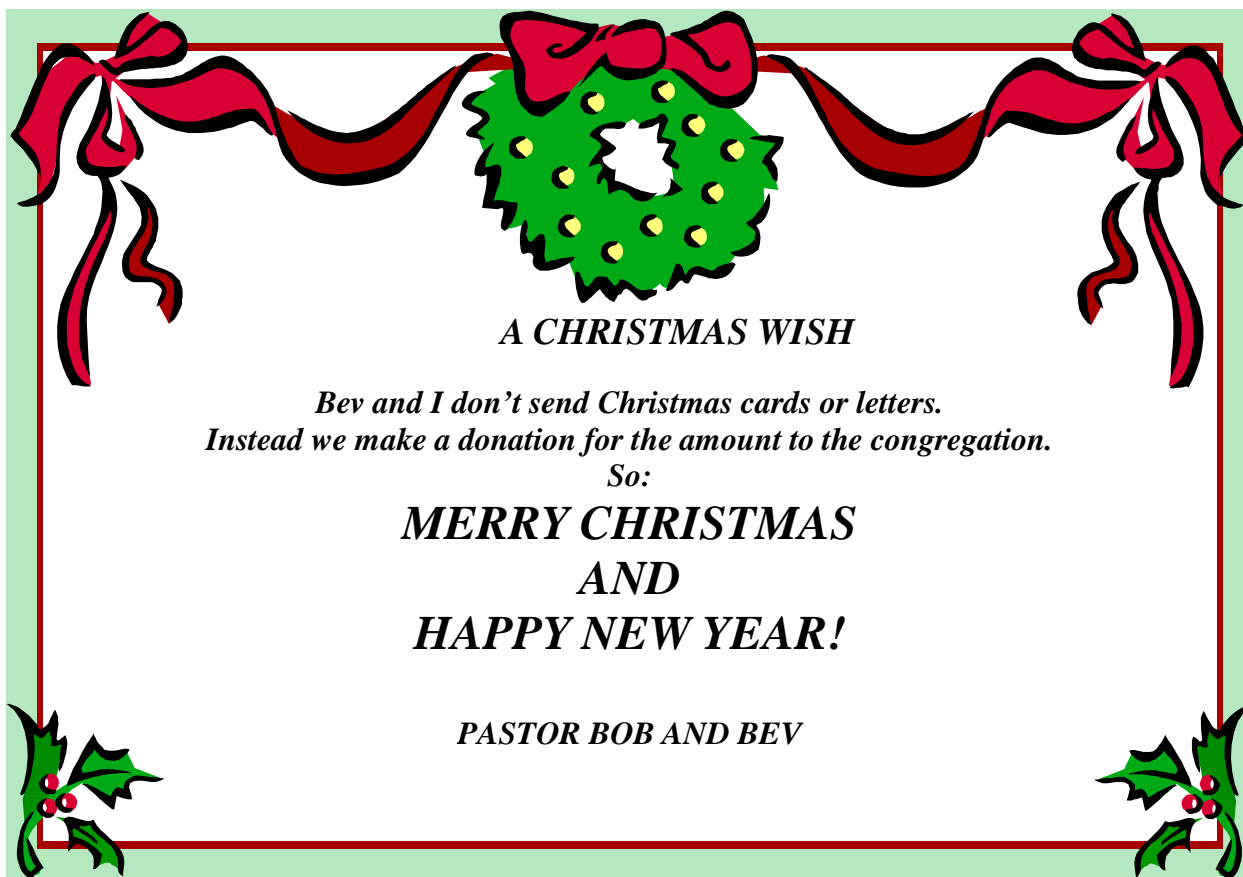 A CHRISTMAS WISH
Bev and I don’t send Christmas cards or letters.
Instead we make a donation for the amount to the congregation.
So:
MERRY CHRISTMAS
AND
HAPPY NEW YEAR!
PASTOR BOB AND BEV